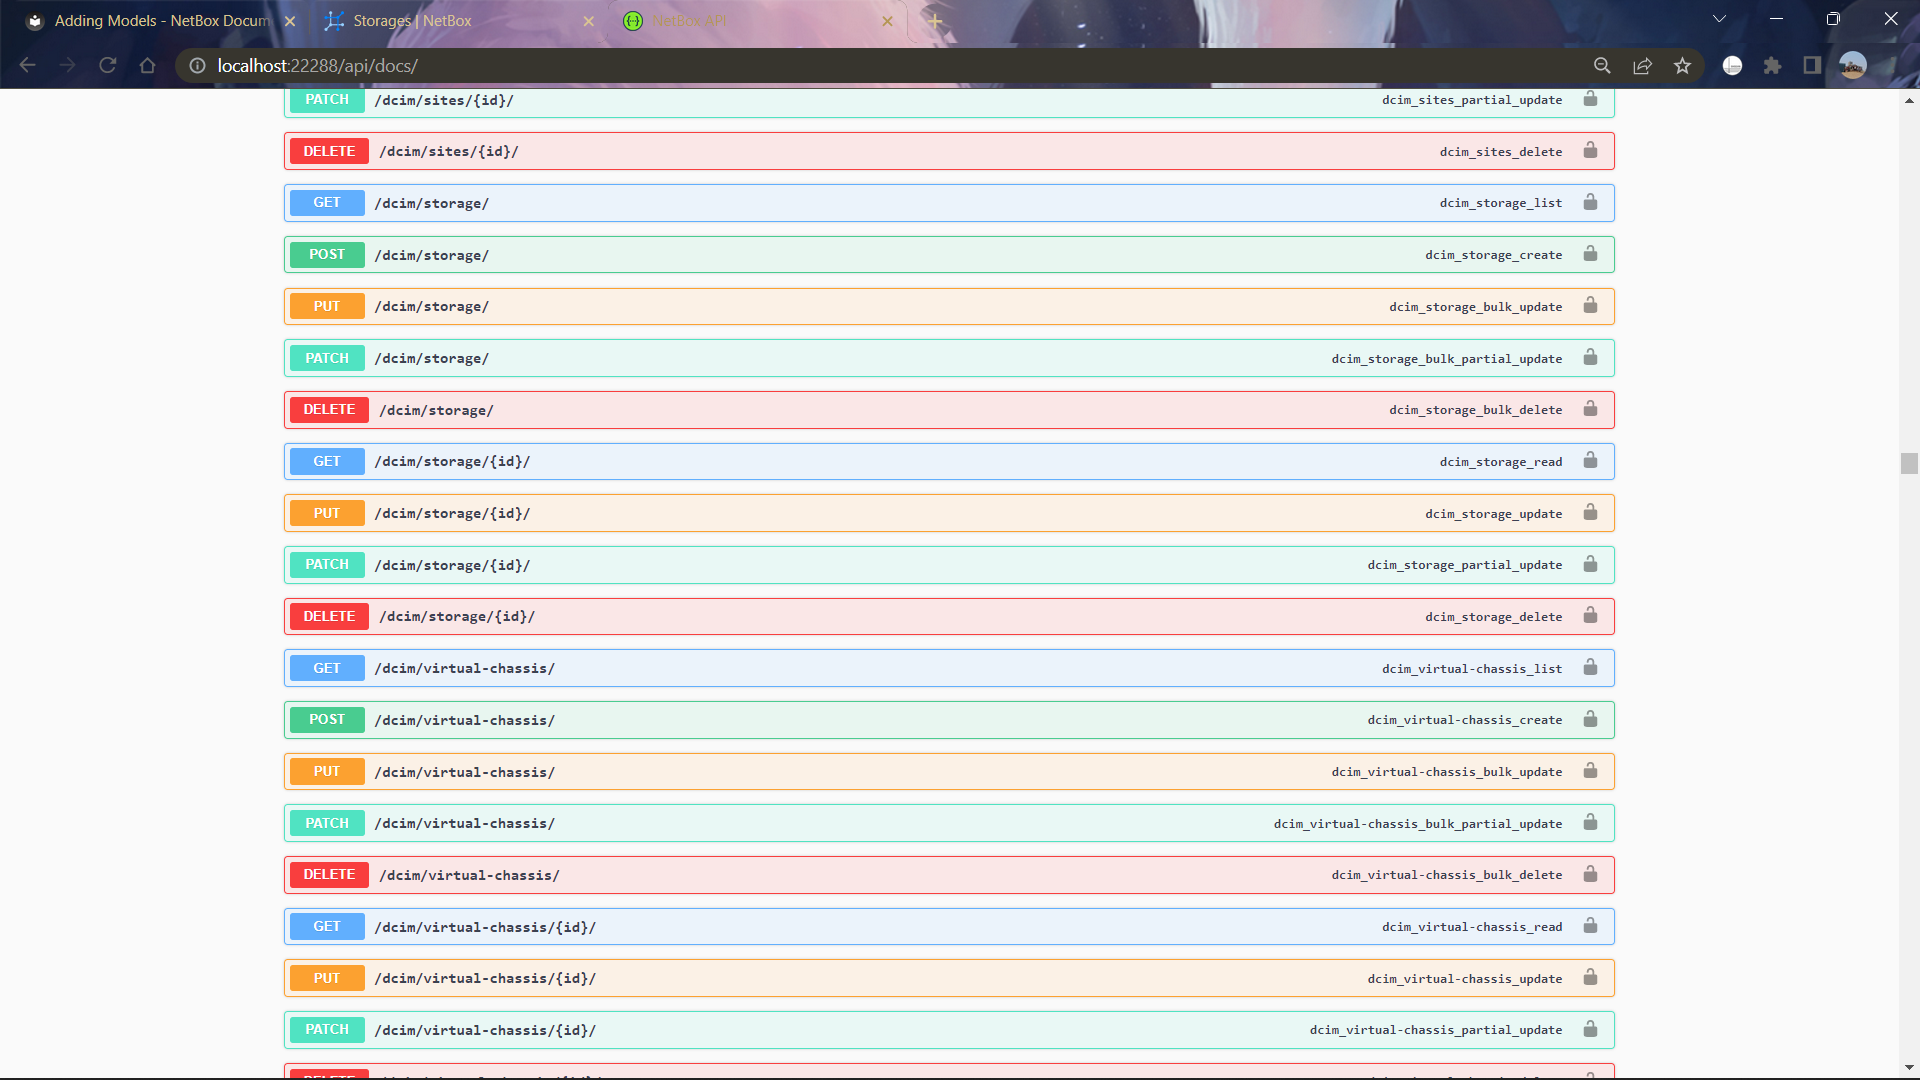 Adding Models - NetBox Docum
Storages | NetBox
NetBox API
localhost:22288/api/docs/
PATCH /dcim/sites/{id}/ dcim_sites_partial_update
DELETE /dcim/sites/{id}/ dcim_sites_delete
GET /dcim/storage/ dcim_storage_list
POST /dcim/storage/ dcim_storage_create
PUT /dcim/storage/ dcim_storage_bulk_update
PATCH /dcim/storage/ dcim_storage_bulk_partial_update
DELETE /dcim/storage/ dcim_storage_bulk_delete
GET /dcim/storage/{id}/ dcim_storage_read
PUT /dcim/storage/{id}/ dcim_storage_update
PATCH /dcim/storage/{id}/ dcim_storage_partial_update
DELETE /dcim/storage/{id}/ dcim_storage_delete
GET /dcim/virtual-chassis/ dcim_virtual-chassis_list
POST /dcim/virtual-chassis/ dcim_virtual-chassis_create
PUT /dcim/virtual-chassis/ dcim_virtual-chassis_bulk_update
PATCH /dcim/virtual-chassis/ dcim_virtual-chassis_bulk_partial_update
DELETE /dcim/virtual-chassis/ dcim_virtual-chassis_bulk_delete
GET /dcim/virtual-chassis/{id}/ dcim_virtual-chassis_read
PUT /dcim/virtual-chassis/{id}/ dcim_virtual-chassis_update
PATCH /dcim/virtual-chassis/{id}/ dcim_virtual-chassis_partial_update
DELETE